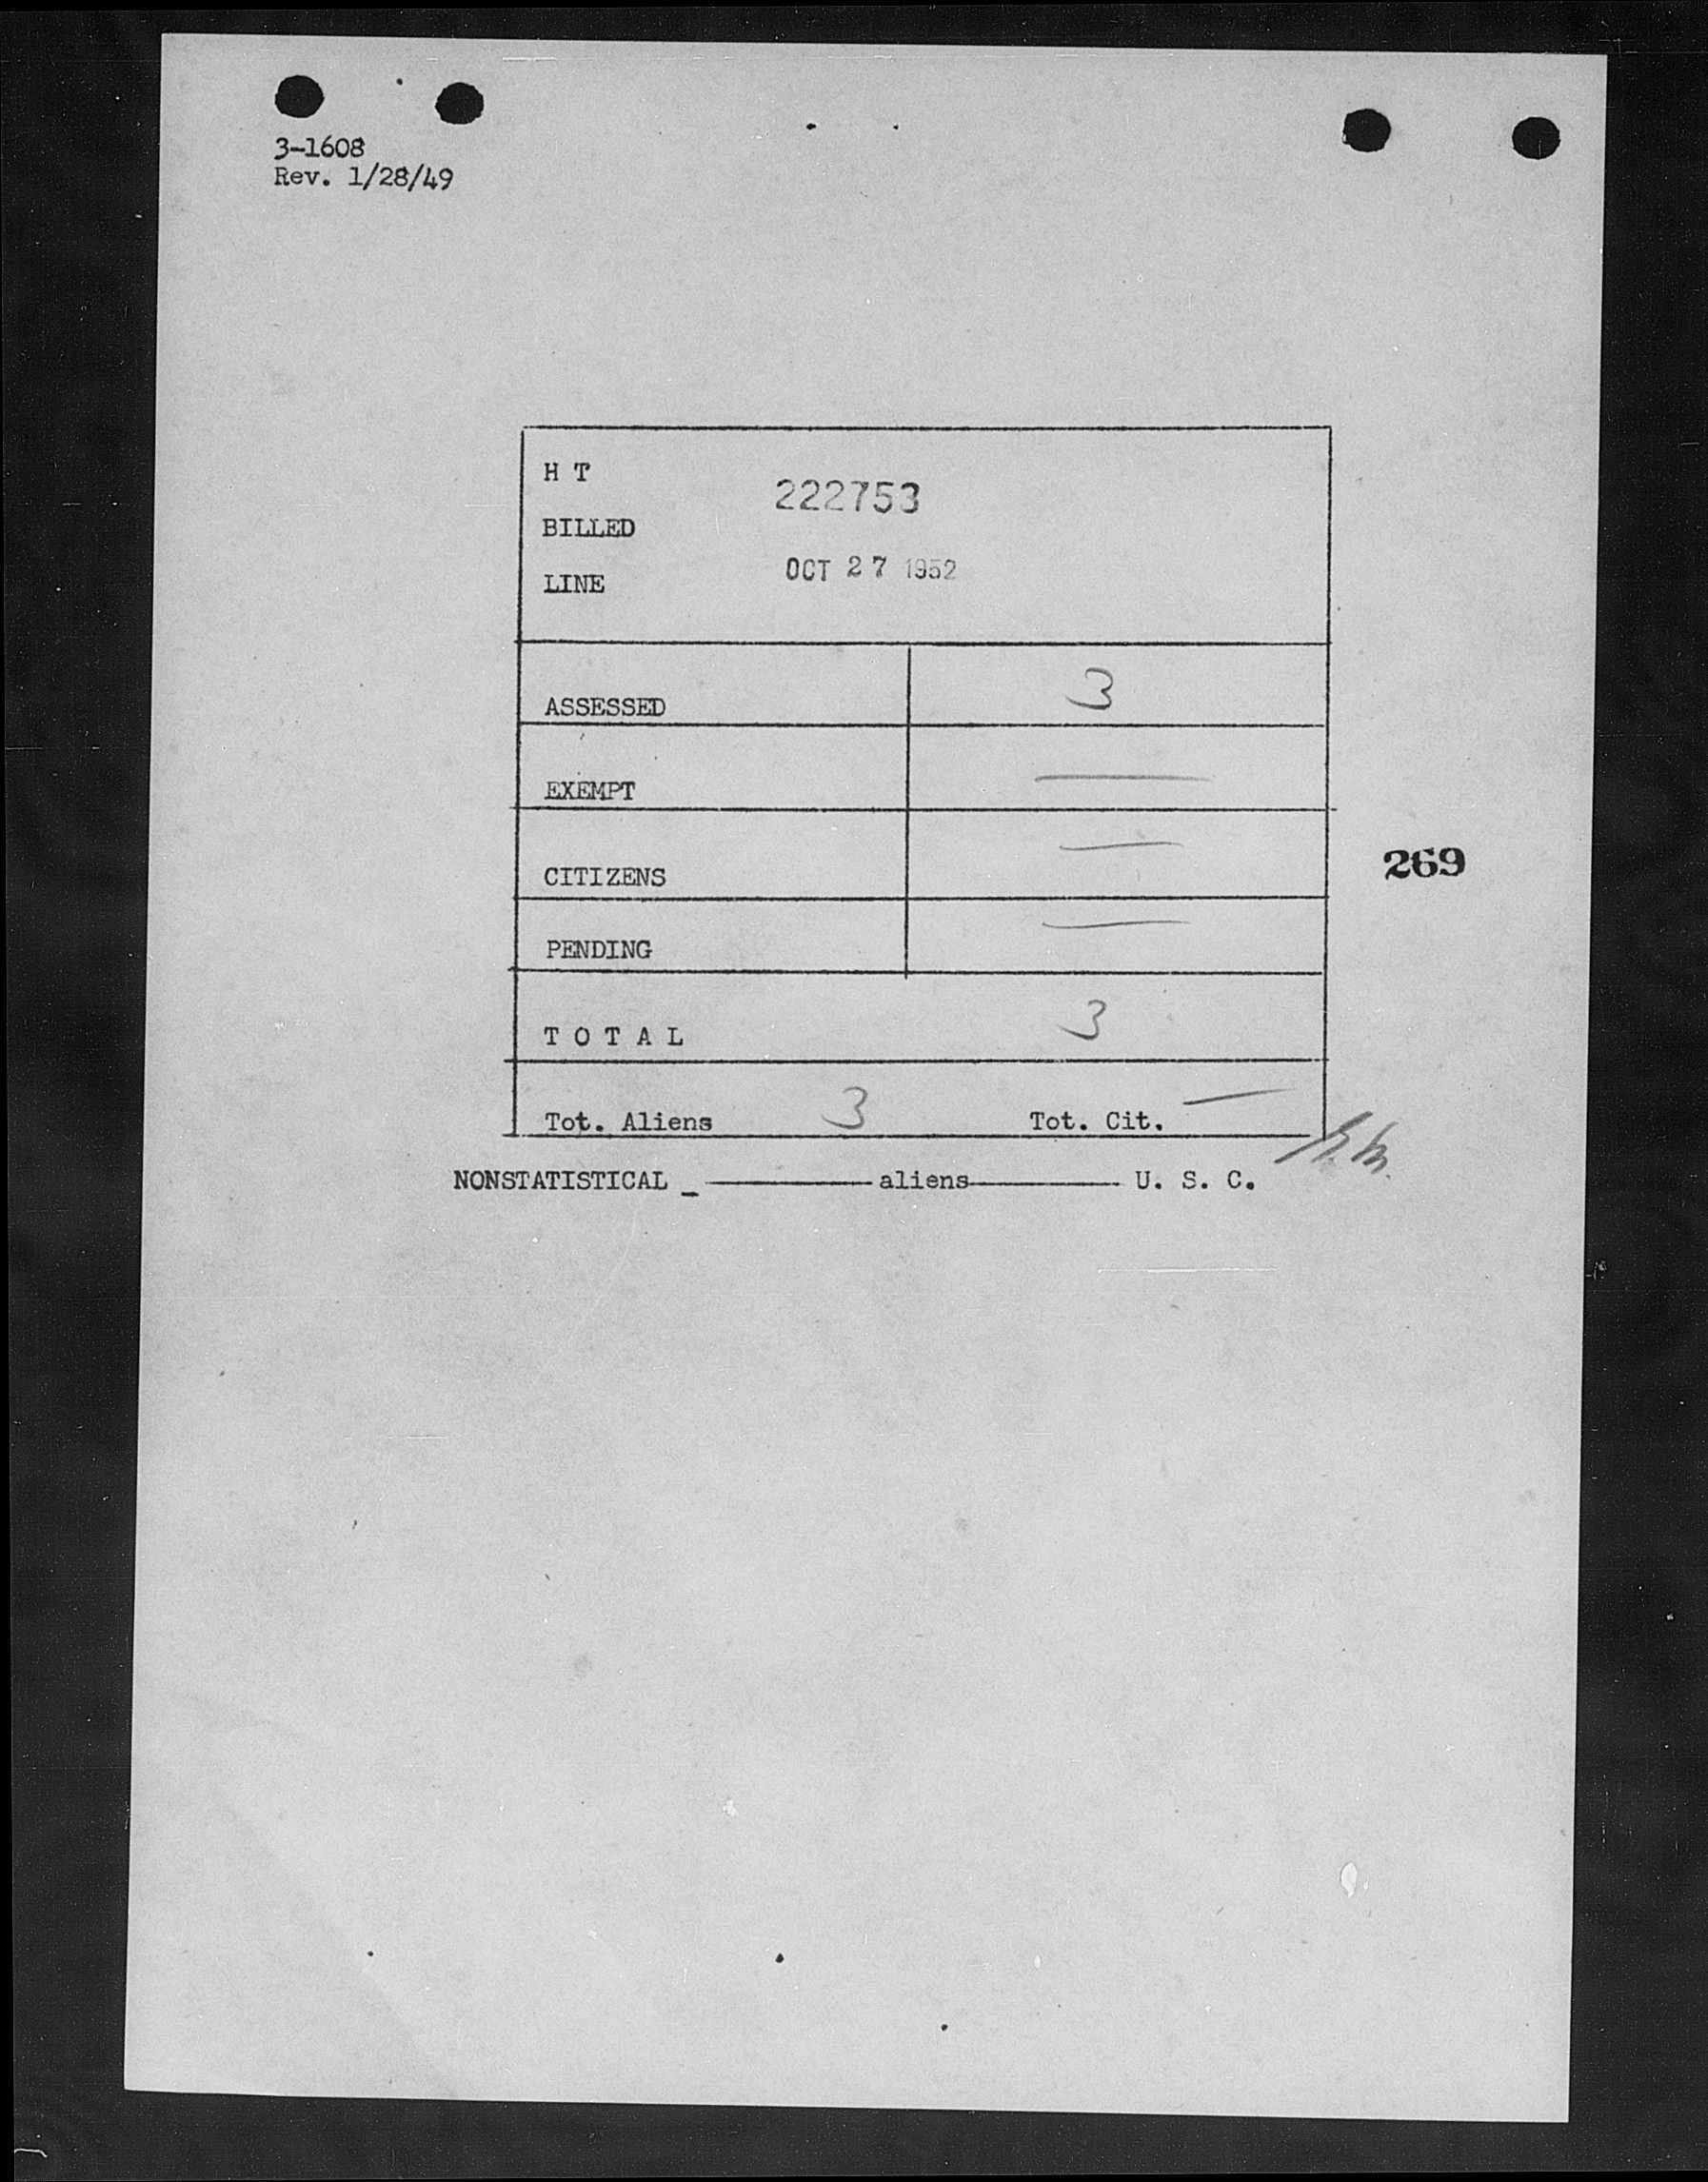 3-1608
Rev. 1/28/49
H T
222753
BILLED
OCT 27 1952
LINE
ASSESSED 3
EXEMPT —
CITIZENS —
269
PENDING —
T O T A L 3
Tot. Aliens 3 Tot. Cit. —
NONSTATISTICAL _ ———— aliens ———— U. S. C.